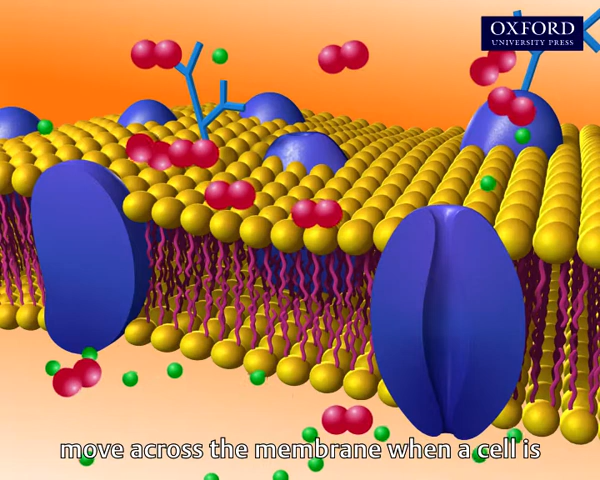 OXFORD
UNIVERSITY PRESS
move across the membrane when a cell is